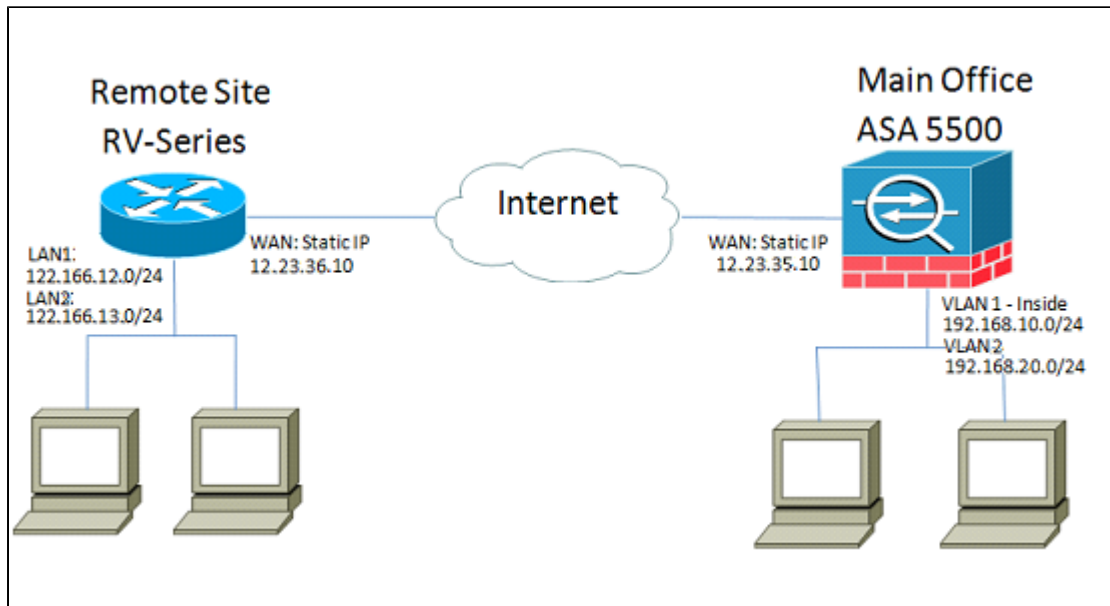 Remote Site
RV-Series
Main Office
ASA 5500
Internet
WAN: Static IP
12.23.36.10
WAN: Static IP
12.23.35.10
LAN1:
122.166.12.0/24
LAN2:
122.166.13.0/24
VLAN 1 - Inside
192.168.10.0/24
VLAN 2
192.168.20.0/24